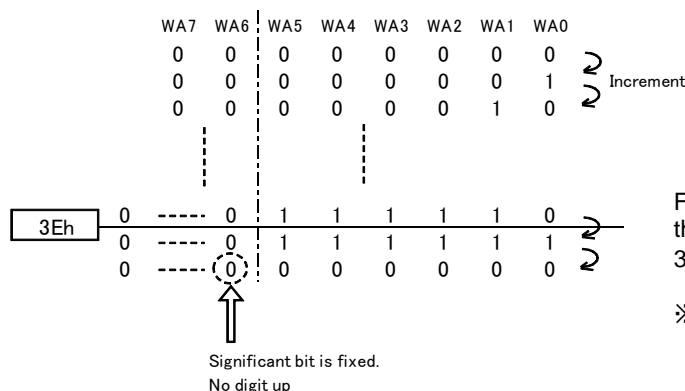 WA7 WA6 WA5 WA4 WA3 WA2 WA1 WA0
0 0 0 0 0 0 0 0
0 0 0 0 0 0 0 1 Increment
0 0 0 0 0 0 1 0
3Eh 0 ----- 0 1 1 1 1 1 0
0 ----- 0 1 1 1 1 1 1
0 ----- 0 0 0 0 0 0 0
Significant bit is fixed.
No digit up
F
th
3
※